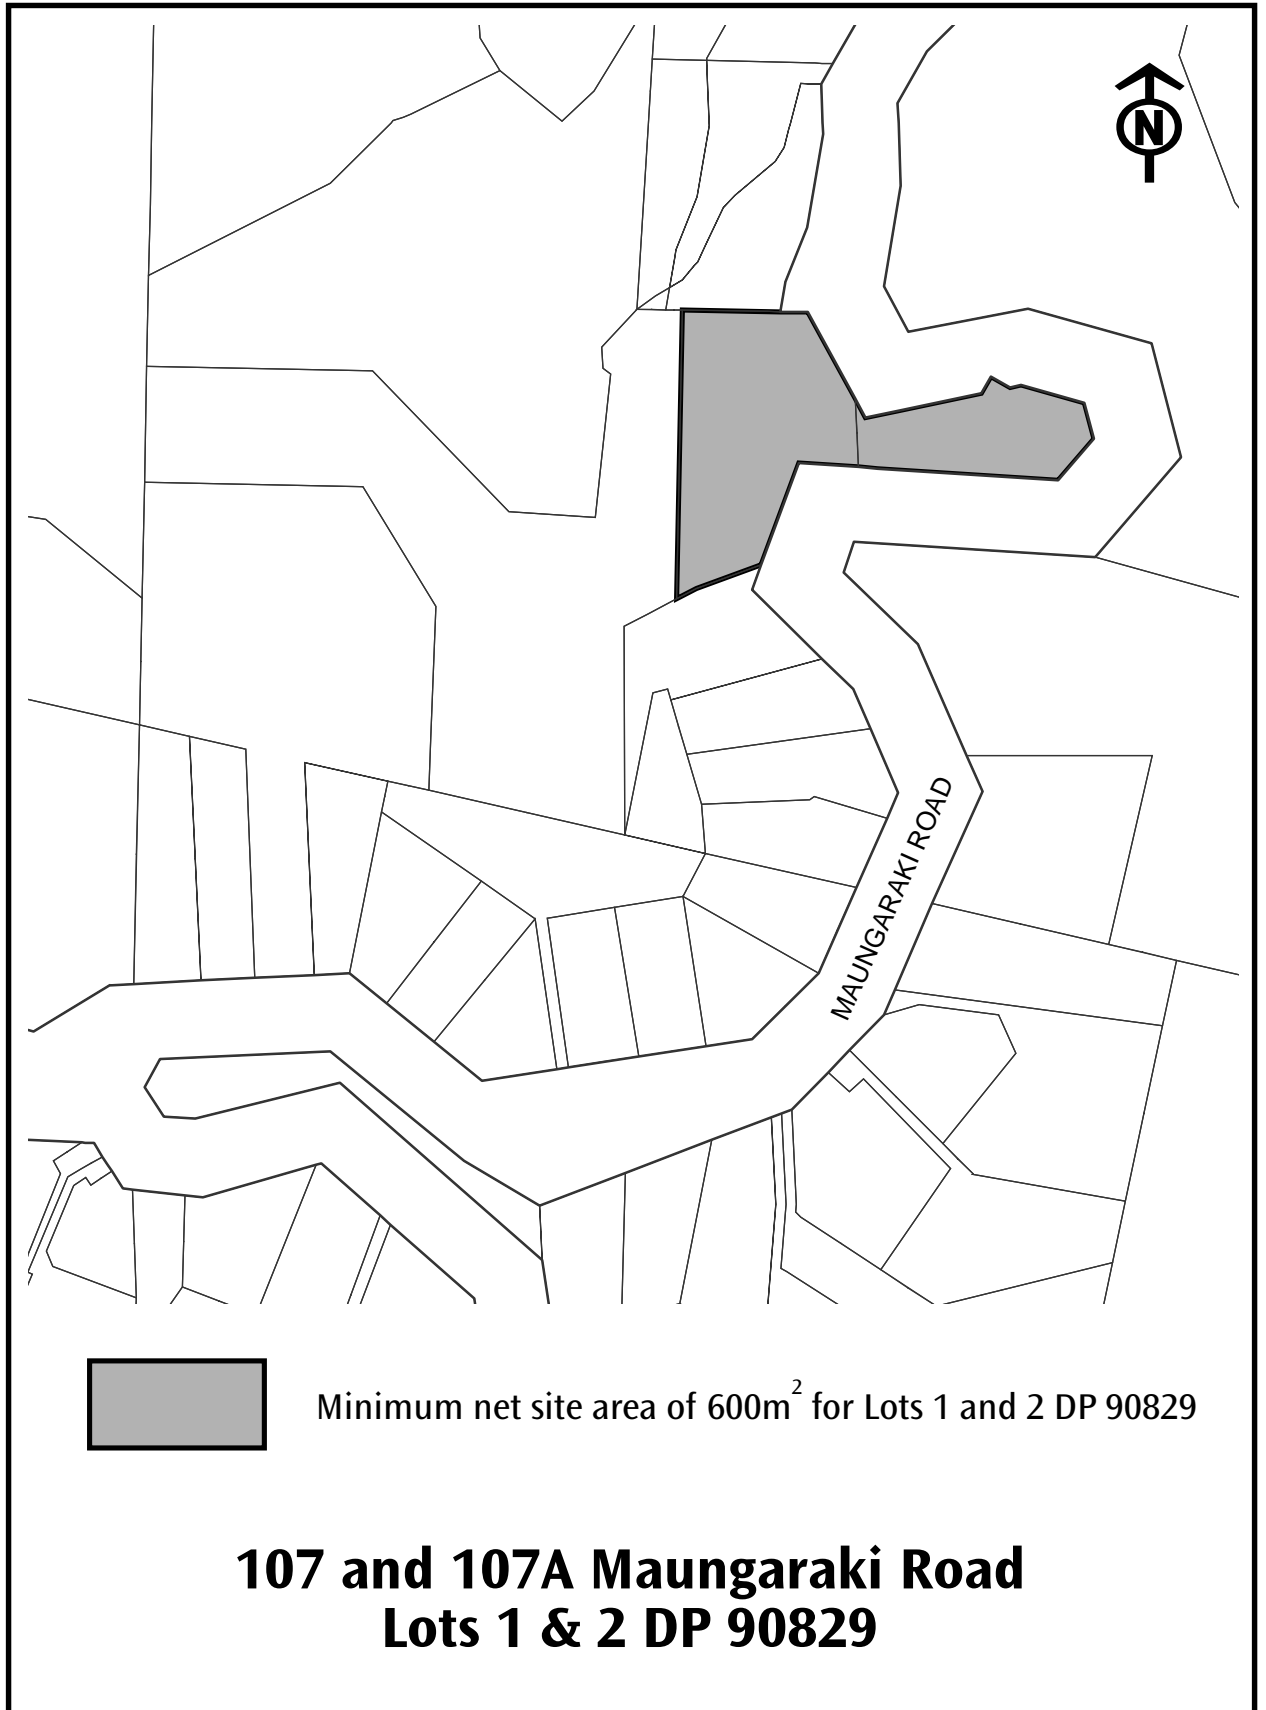 N
MAUNGARAKI ROAD
Minimum net site area of 600m² for Lots 1 and 2 DP 90829
107 and 107A Maungaraki Road
Lots 1 & 2 DP 90829